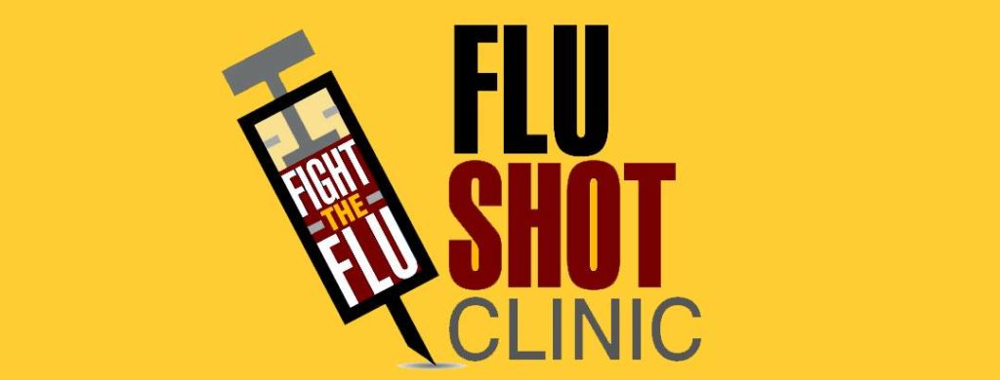 FIGHT
THE
FLU
FLU
SHOT
CLINIC